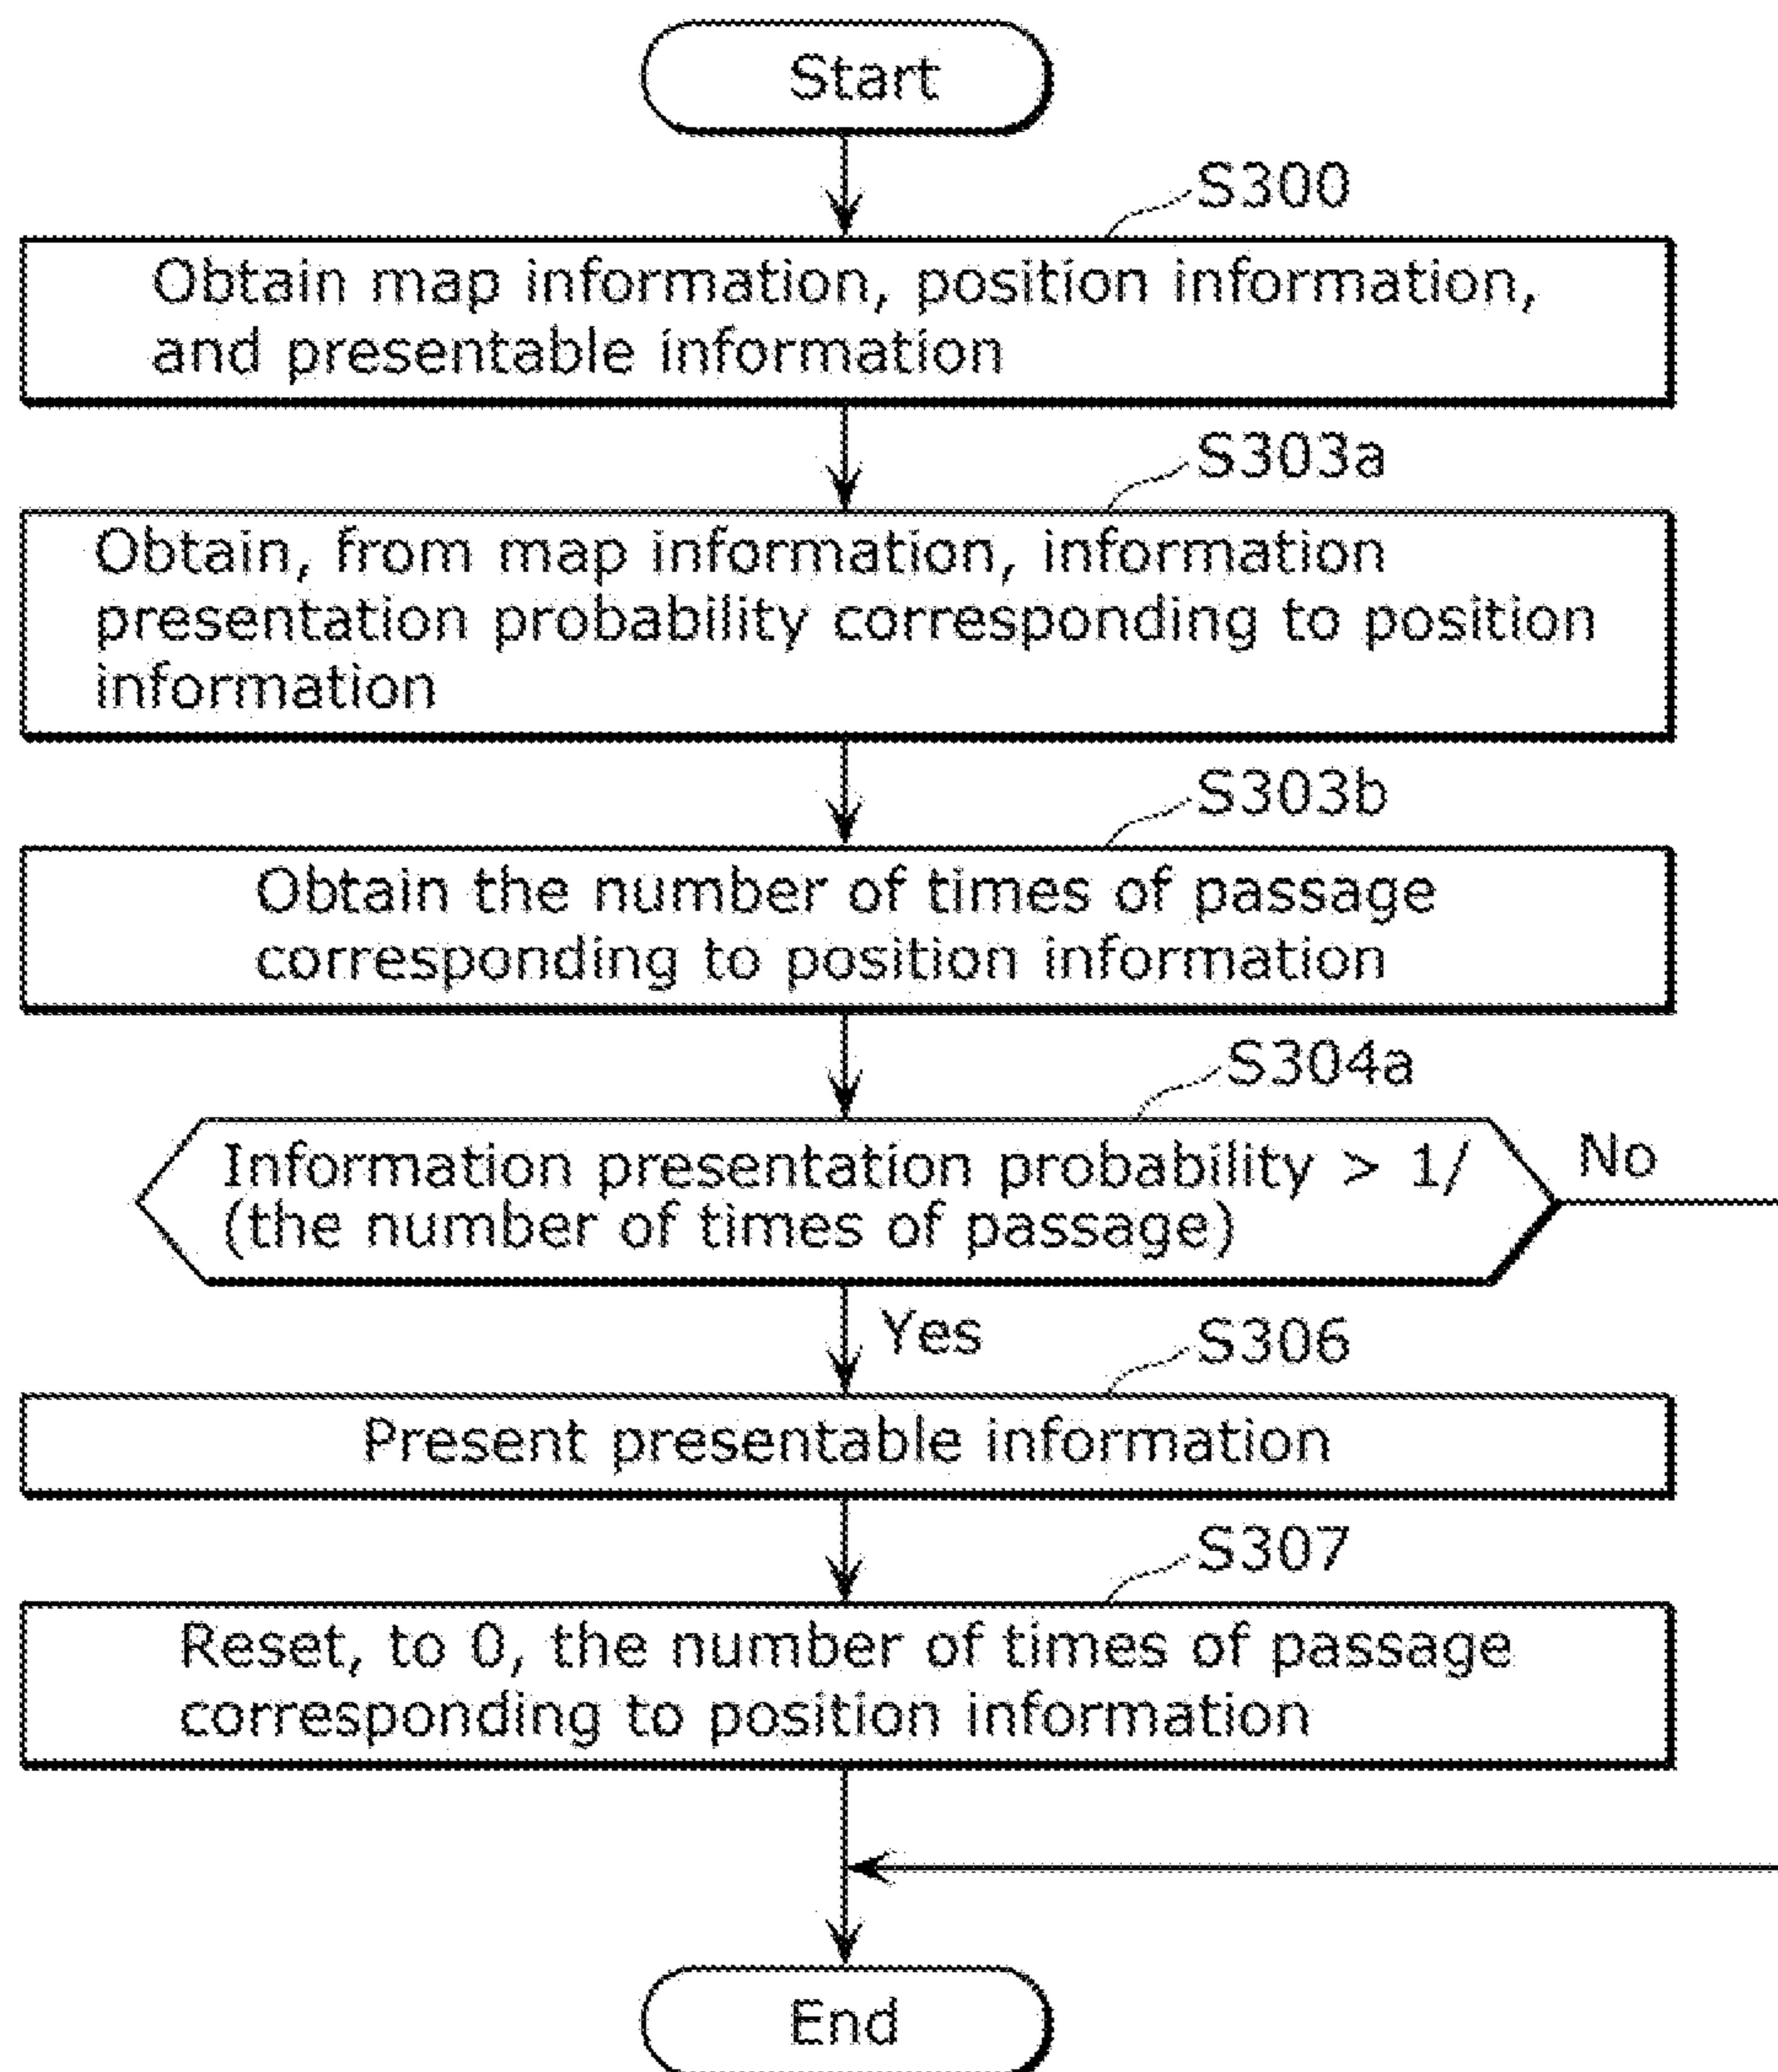 Start
S300
Obtain map information, position information,
and presentable information
S303a
Obtain, from map information, information
presentation probability corresponding to position
information
S303b
Obtain the number of times of passage
corresponding to position information
S304a
Information presentation probability > 1/
(the number of times of passage)
No
Yes
S306
Present presentable information
S307
Reset, to 0, the number of times of passage
corresponding to position information
End